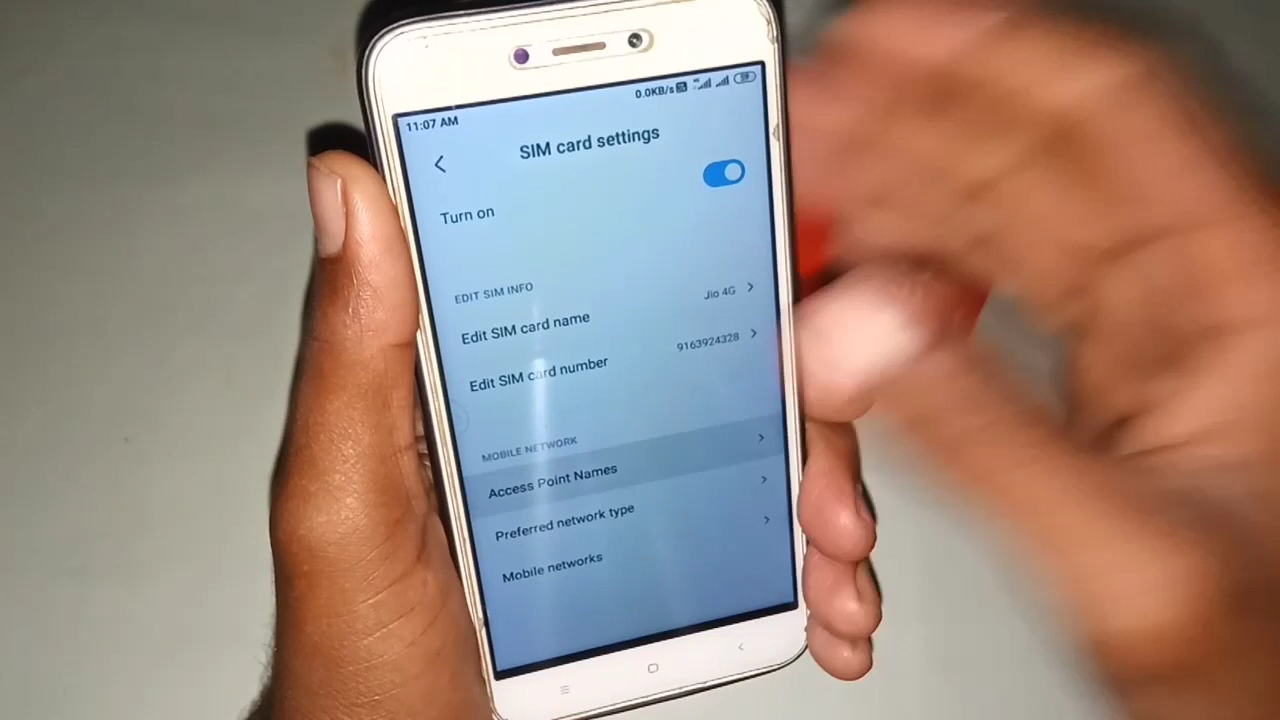 11:07 AM
0.0KB/s
SIM card settings
Turn on
EDIT SIM INFO
Edit SIM card name
Jio 4G
Edit SIM card number
9163924328
MOBILE NETWORK
Access Point Names
Preferred network type
Mobile networks